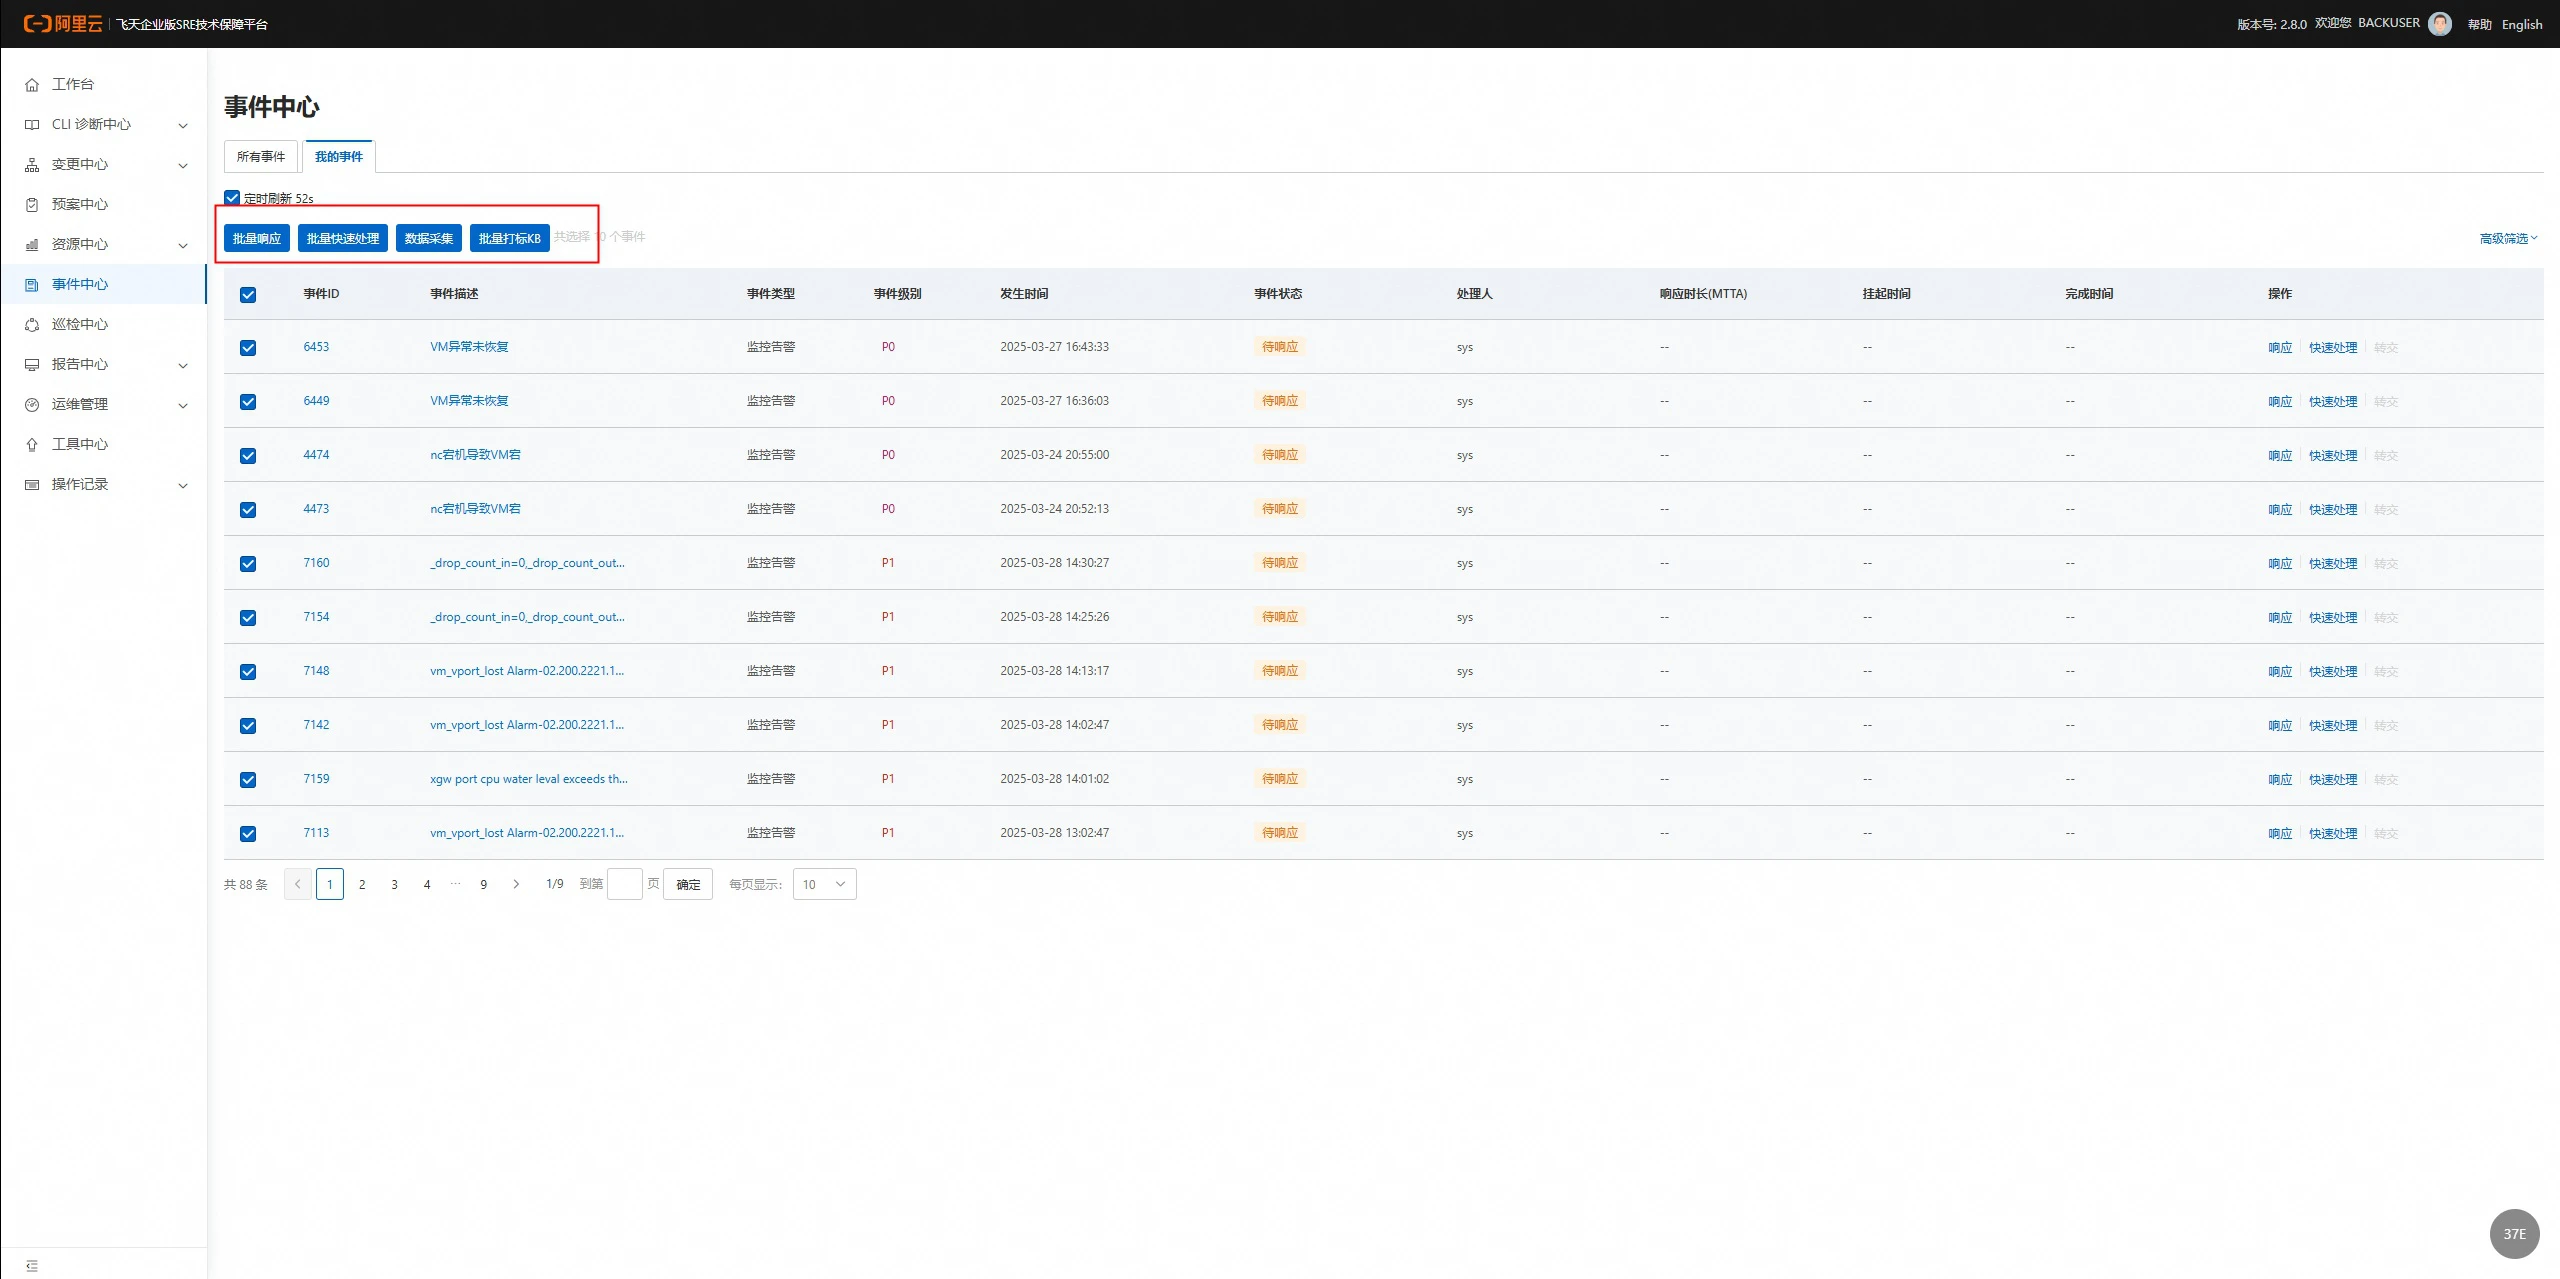 阿里云 飞天企业版SRE技术保障平台 版本号: 2.8.0 欢迎您 BACKUSER 帮助 English
工作台
CLI 诊断中心
变更中心
预案中心
资源中心
事件中心
巡检中心
报告中心
运维管理
工具中心
操作记录
事件中心
所有事件 我的事件
定时刷新 52s
批量响应 批量快速处理 数据采集 批量打标KB 共选择 10 个事件 高级筛选
事件ID 事件描述 事件类型 事件级别 发生时间 事件状态 处理人 响应时长(MTTA) 挂起时间 完成时间 操作
6453 VM异常未恢复 监控告警 P0 2025-03-27 16:43:33 待响应 sys -- -- -- 响应 快速处理 转交
6449 VM异常未恢复 监控告警 P0 2025-03-27 16:36:03 待响应 sys -- -- -- 响应 快速处理 转交
4474 nc宕机导致VM宕 监控告警 P0 2025-03-24 20:55:00 待响应 sys -- -- -- 响应 快速处理 转交
4473 nc宕机导致VM宕 监控告警 P0 2025-03-24 20:52:13 待响应 sys -- -- -- 响应 快速处理 转交
7160 _drop_count_in=0,_drop_count_out... 监控告警 P1 2025-03-28 14:30:27 待响应 sys -- -- -- 响应 快速处理 转交
7154 _drop_count_in=0,_drop_count_out... 监控告警 P1 2025-03-28 14:25:26 待响应 sys -- -- -- 响应 快速处理 转交
7148 vm_vport_lost Alarm-02.200.2221.1... 监控告警 P1 2025-03-28 14:13:17 待响应 sys -- -- -- 响应 快速处理 转交
7142 vm_vport_lost Alarm-02.200.2221.1... 监控告警 P1 2025-03-28 14:02:47 待响应 sys -- -- -- 响应 快速处理 转交
7159 xgw port cpu water leval exceeds th... 监控告警 P1 2025-03-28 14:01:02 待响应 sys -- -- -- 响应 快速处理 转交
7113 vm_vport_lost Alarm-02.200.2221.1... 监控告警 P1 2025-03-28 13:02:47 待响应 sys -- -- -- 响应 快速处理 转交
共 88 条 1 2 3 4 ... 9 1/9 到第 页 确定 每页显示: 10
37E